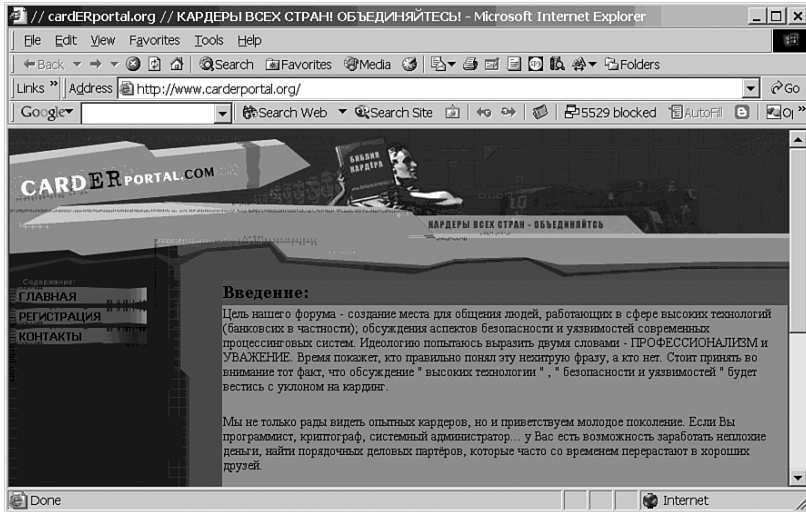 // cardERportal.org // КАРДЕРЫ ВСЕХ СТРАН! ОБЪЕДИНЯЙТЕСЬ! - Microsoft Internet Explorer
File Edit View Favorites Tools Help
Back Search Favorites Media Folders
Links » Address http://www.carderportal.org/ Go
Google Search Web Search Site 5529 blocked AutoFill »
БИБЛИЯ
КАРДЕРА
CARDERPORTAL.COM
КАРДЕРЫ ВСЕХ СТРАН - ОБЪЕДИНЯЙТСЬ
Содержание:
ГЛАВНАЯ
РЕГИСТРАЦИЯ
КОНТАКТЫ
Введение:
Цель нашего форума - создание места для общения людей, работающих в сфере высоких технологий
(банковсих в частности); обсуждения аспектов безопасности и уязвимостей современных
процессинговых систем. Идеологию попытаюсь выразить двумя словами - ПРОФЕССИОНАЛИЗМ и
УВАЖЕНИЕ. Время покажет, кто правильно понял эту нехитрую фразу, а кто нет. Стоит принять во
внимание тот факт, что обсуждение " высоких технологии " , " безопасности и уязвимостей " будет
вестись с уклоном на кардинг.
Мы не только рады видеть опытных кардеров, но и приветствуем молодое поколение. Если Вы
программист, криптограф, системный администратор... у Вас есть возможность заработать неплохие
деньги, найти порядочных деловых партёров, которые часто со временем перерастают в хороших
друзей.
Done Internet